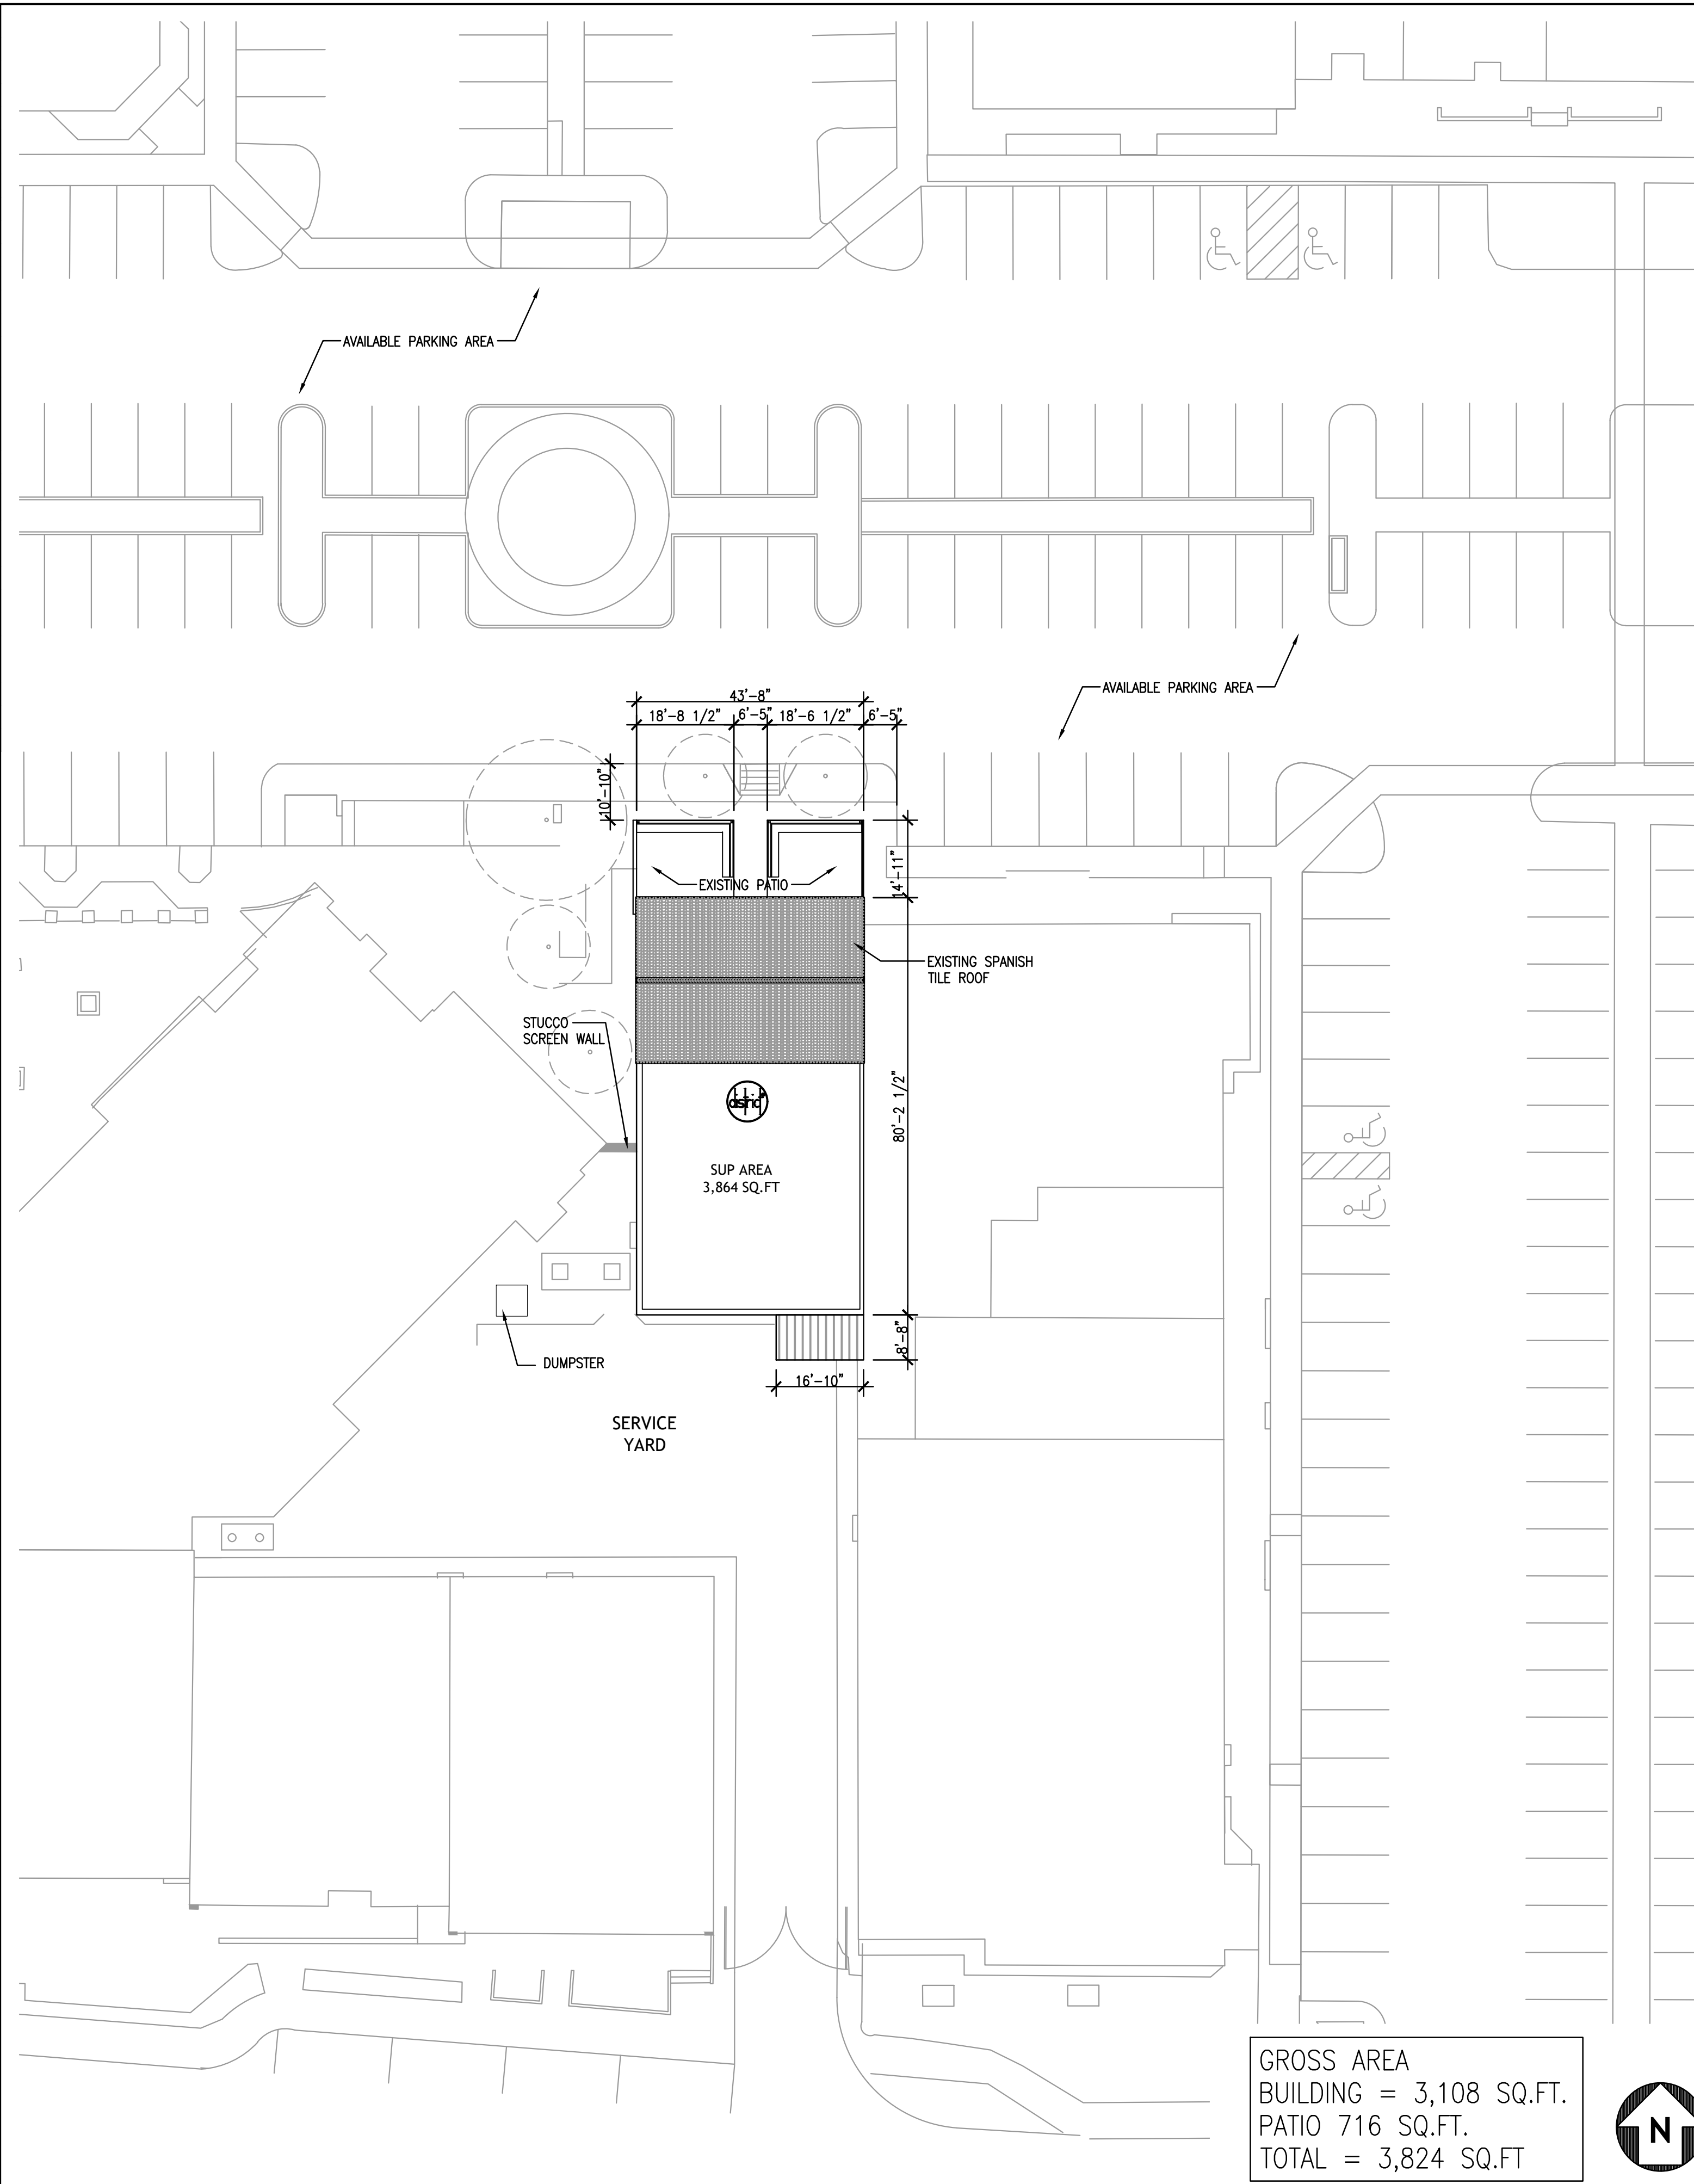 AVAILABLE PARKING AREA
AVAILABLE PARKING AREA
43'-8"
18'-8 1/2" 6'-5" 18'-6 1/2" 6'-5"
10'-10"
14'-11"
EXISTING PATIO
EXISTING SPANISH
TILE ROOF
STUCCO
SCREEN WALL
80'-2 1/2"
SUP AREA
3,864 SQ.FT
8'-8"
DUMPSTER
16'-10"
SERVICE
YARD
GROSS AREA
BUILDING = 3,108 SQ.FT.
PATIO 716 SQ.FT.
TOTAL = 3,824 SQ.FT
N